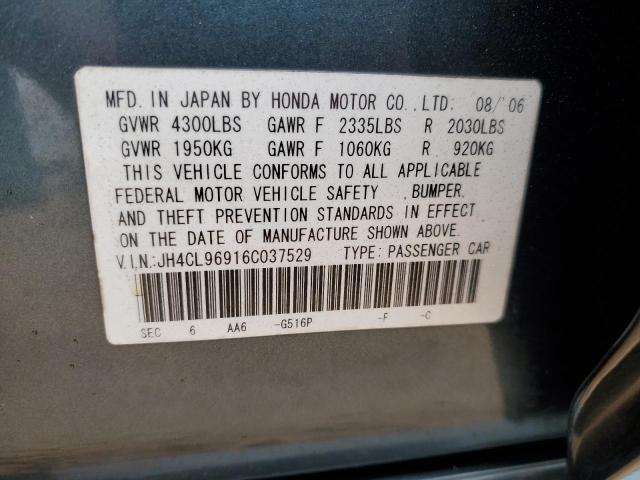 MFD. IN JAPAN BY HONDA MOTOR CO., LTD. 08/'06
GVWR 4300LBS GAWR F 2335LBS R 2030LBS
GVWR 1950KG GAWR F 1060KG R 920KG
THIS VEHICLE CONFORMS TO ALL APPLICABLE
FEDERAL MOTOR VEHICLE SAFETY , BUMPER,
AND THEFT PREVENTION STANDARDS IN EFFECT
ON THE DATE OF MANUFACTURE SHOWN ABOVE.
V.I.N.:JH4CL96916C037529 TYPE: PASSENGER CAR
SEC 6 AA6 -G516P -F -C